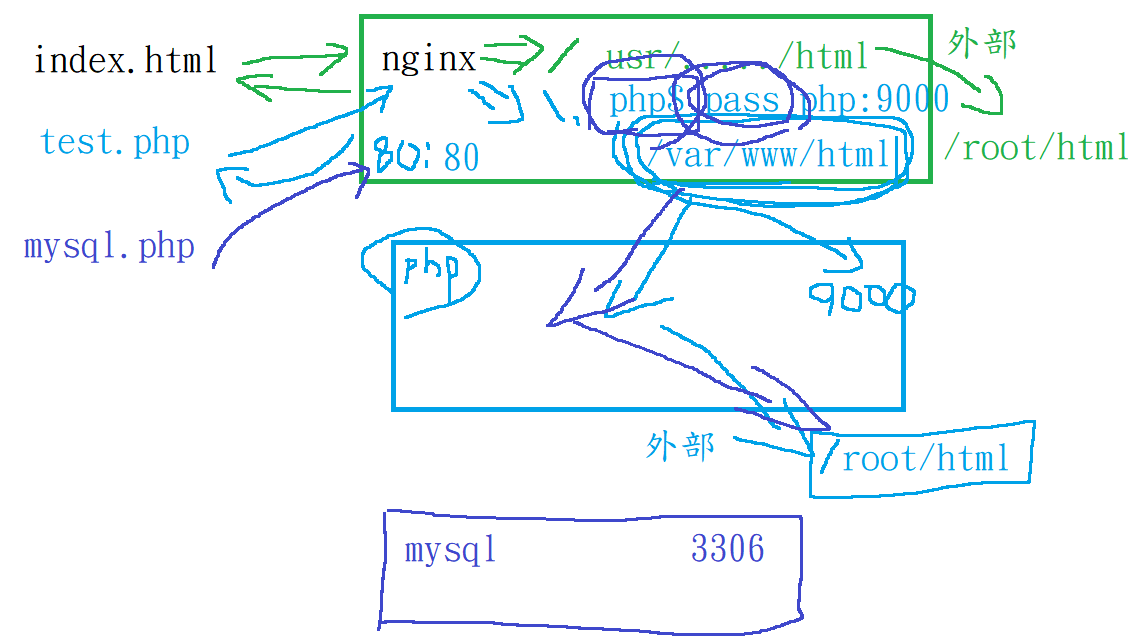 index.html
nginx / usr/...../html 外部
test.php
\. php$ pass php:9000
80:80 /var/www/html /root/html
mysql.php
php
9000
外部 /root/html
mysql 3306